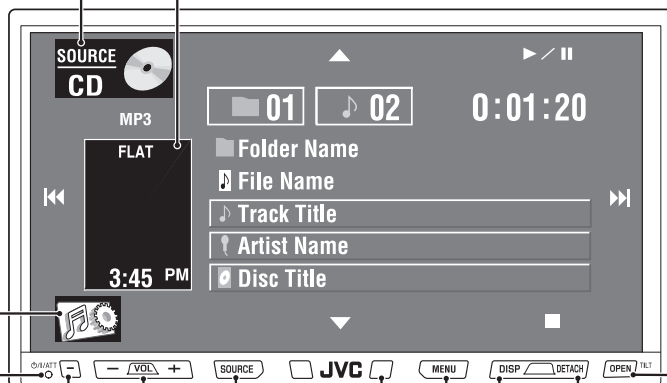 SOURCE
CD
MP3
01 02 0:01:20
FLAT
Folder Name
File Name
Track Title
Artist Name
Disc Title
3:45 PM
⏻/I/ATT − − VOL + SOURCE JVC MENU DISP DETACH OPEN TILT